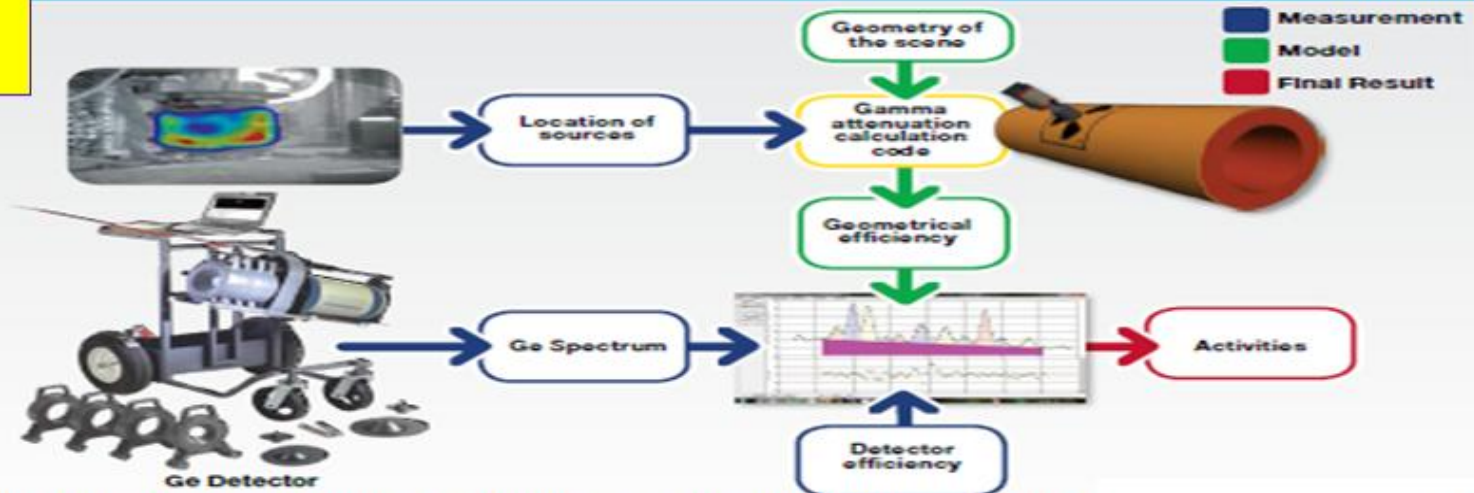 Geometry of
the scene
Measurement
Model
Final Result
Location of
sources
Gamma
attenuation
calculation
code
Geometrical
efficiency
Ge Spectrum
Activities
Detector
efficiency
Ge Detector